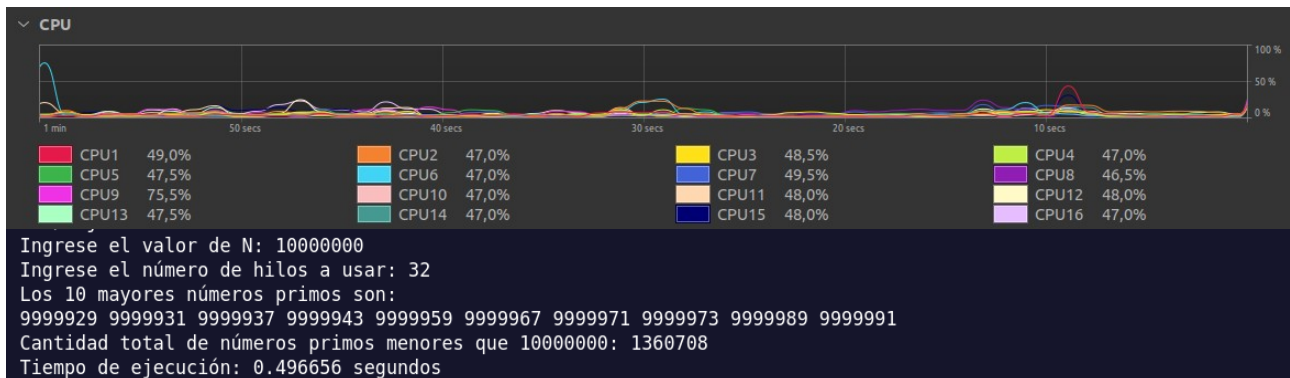 CPU
100 %
50 %
0 %
1 min 50 secs 40 secs 30 secs 20 secs 10 secs
CPU1 49,0% CPU2 47,0% CPU3 48,5% CPU4 47,0%
CPU5 47,5% CPU6 47,0% CPU7 49,5% CPU8 46,5%
CPU9 75,5% CPU10 47,0% CPU11 48,0% CPU12 48,0%
CPU13 47,5% CPU14 47,0% CPU15 48,0% CPU16 47,0%
Ingrese el valor de N: 10000000
Ingrese el número de hilos a usar: 32
Los 10 mayores números primos son:
9999929 9999931 9999937 9999943 9999959 9999967 9999971 9999973 9999989 9999991
Cantidad total de números primos menores que 10000000: 1360708
Tiempo de ejecución: 0.496656 segundos